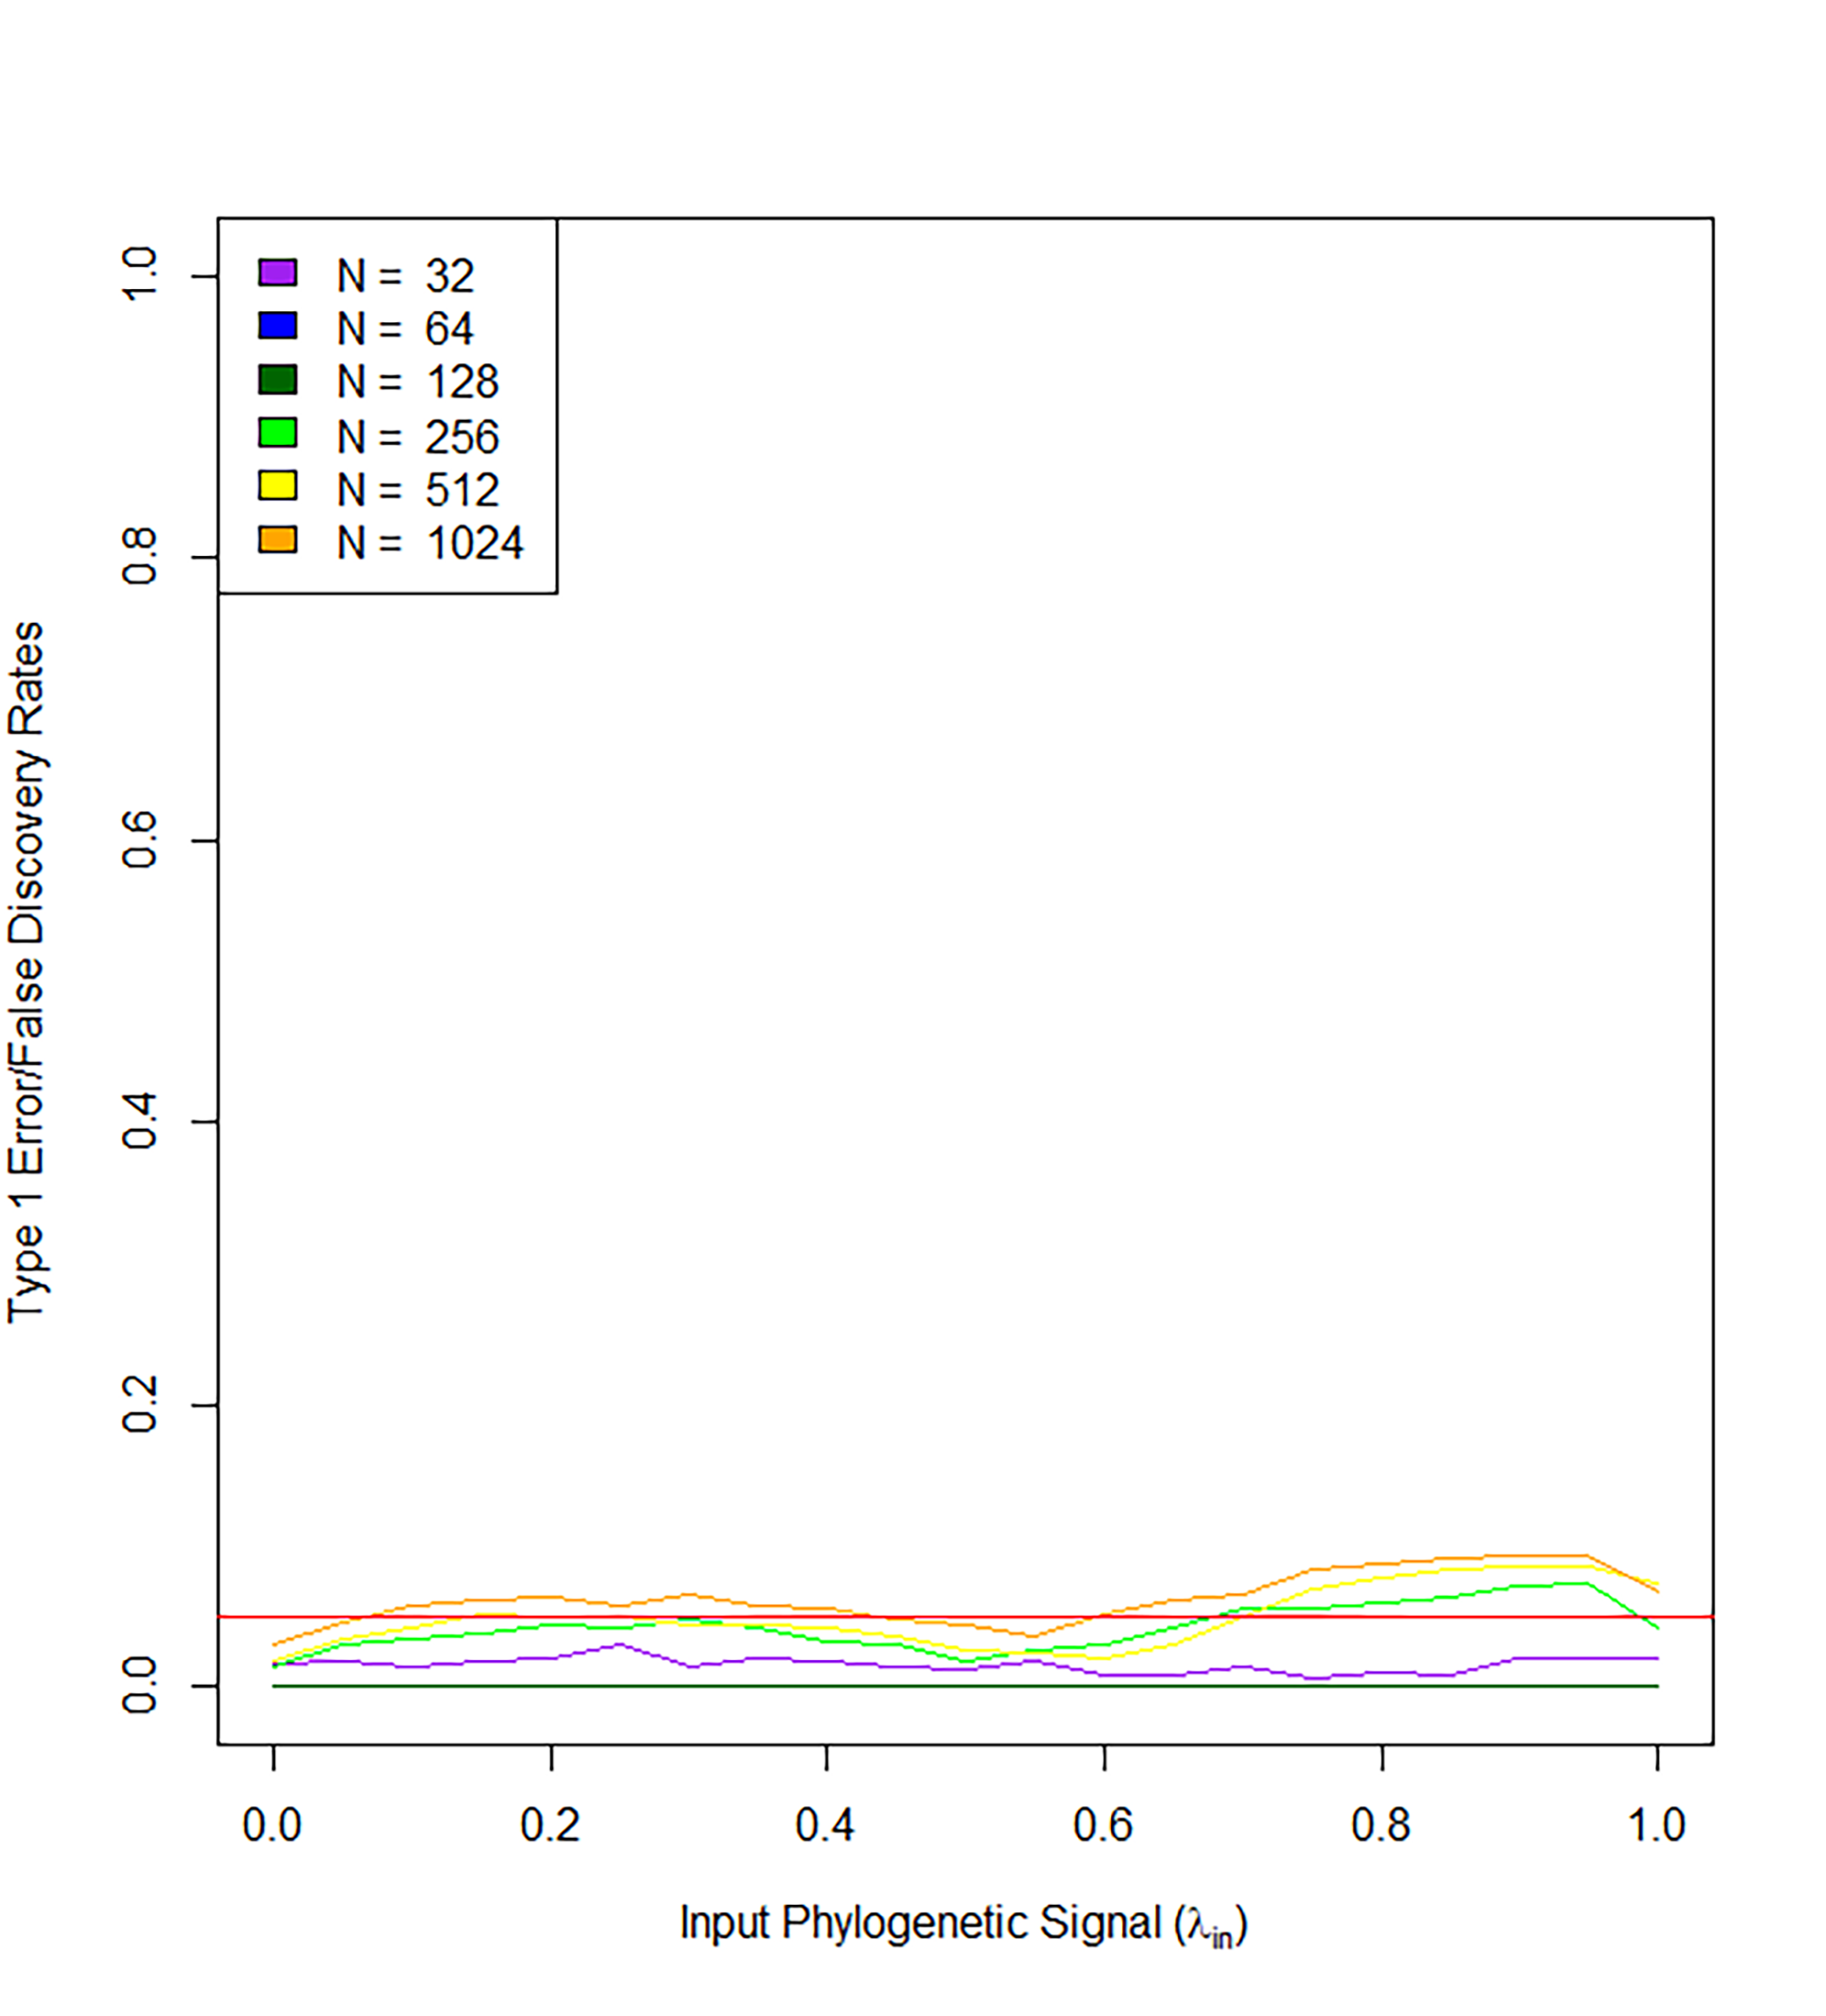 N = 32
N = 64
N = 128
N = 256
N = 512
N = 1024
1.0
0.8
0.6
0.4
0.2
0.0
Type 1 Error/False Discovery Rates
0.0 0.2 0.4 0.6 0.8 1.0
Input Phylogenetic Signal (λin)